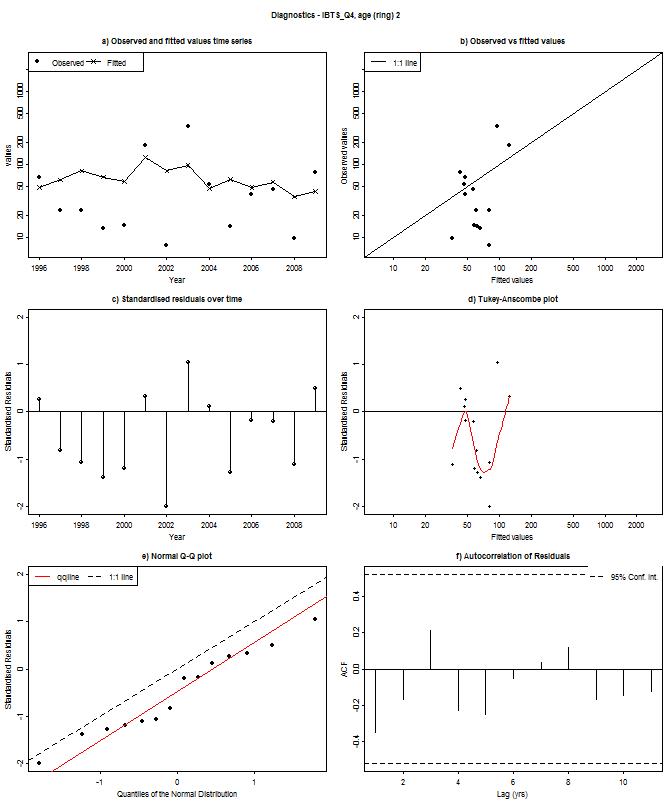 Diagnostics - IBTS_Q4, age (ring) 2
a) Observed and fitted values time series
Observed Fitted
values
10 20 50 100 200 500 1000
1996 1998 2000 2002 2004 2006 2008
Year
b) Observed vs fitted values
1:1 line
Observed values
10 20 50 100 200 500 1000
10 20 50 100 200 500 1000 2000
Fitted values
c) Standardised residuals over time
Standardised Residuals
-2 -1 0 1 2
1996 1998 2000 2002 2004 2006 2008
Year
d) Tukey-Anscombe plot
Standardised Residuals
-2 -1 0 1 2
10 20 50 100 200 500 1000 2000
Fitted values
e) Normal Q-Q plot
qqline 1:1 line
Standardised Residuals
-2 -1 0 1 2
-1 0 1
Quantiles of the Normal Distribution
f) Autocorrelation of Residuals
95% Conf. Int.
ACF
-0.4 -0.2 0.0 0.2 0.4
2 4 6 8 10
Lag (yrs)